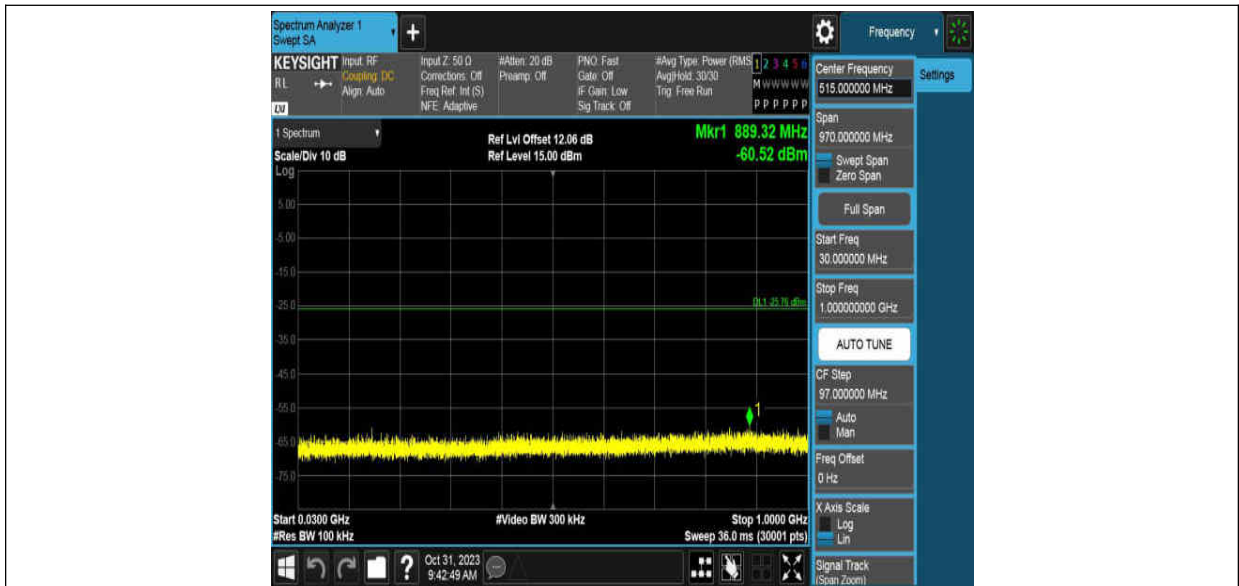 Spectrum Analyzer 1
Swept SA
Frequency
KEYSIGHT
RL
LXI
Input: RF
Coupling: DC
Align: Auto
Input Z: 50 Ω
Corrections: Off
Freq Ref: Int (S)
NFE: Adaptive
#Atten: 20 dB
Preamp: Off
PNO: Fast
Gate: Off
IF Gain: Low
Sig Track: Off
#Avg Type: Power (RMS
Avg|Hold: 30/30
Trig: Free Run
1 2 3 4 5 6
M W W W W W
P P P P P P
Center Frequency
515.000000 MHz
Settings
Span
970.000000 MHz
Swept Span
Zero Span
Full Span
Start Freq
30.000000 MHz
Stop Freq
1.000000000 GHz
AUTO TUNE
CF Step
97.000000 MHz
Auto
Man
Freq Offset
0 Hz
X Axis Scale
Log
Lin
Signal Track
(Span Zoom)
1 Spectrum
Scale/Div 10 dB
Log
Ref Lvl Offset 12.06 dB
Ref Level 15.00 dBm
Mkr1 889.32 MHz
-60.52 dBm
5.00
-5.00
-15.0
-25.0
DL1 -25.76 dBm
-35.0
-45.0
-55.0
1
-65.0
-75.0
Start 0.0300 GHz
#Video BW 300 kHz
Stop 1.0000 GHz
#Res BW 100 kHz
Sweep 36.0 ms (30001 pts)
Oct 31, 2023
9:42:49 AM